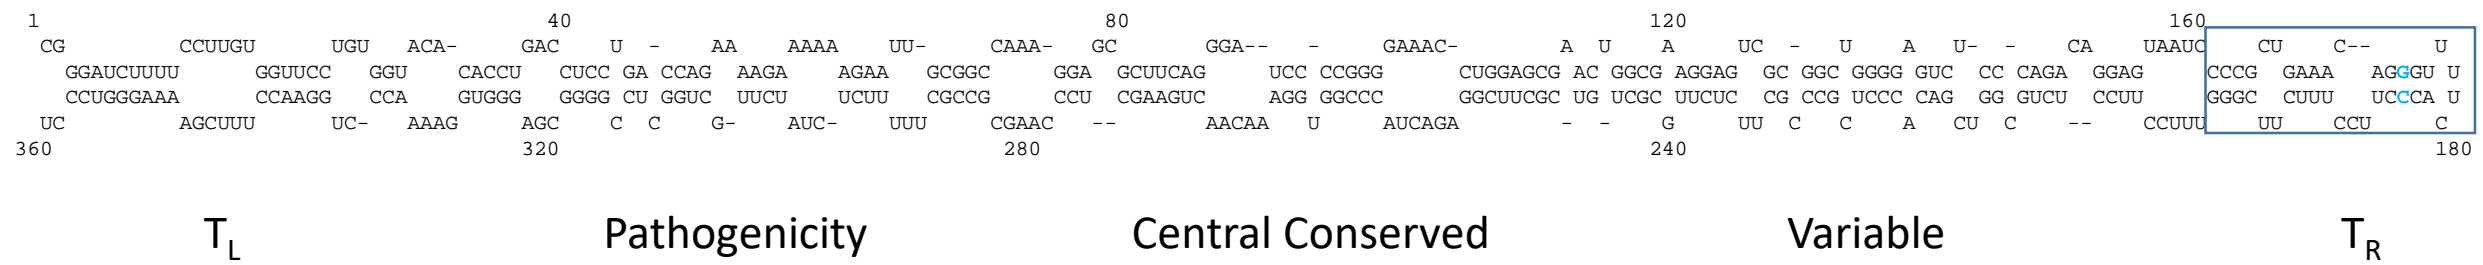 1 40 80 120 160
CG CCUUGU UGU ACA- GAC U - AA AAAA UU- CAAA- GC GGA-- - GAAAC- A U A UC - U A U- - CA UAAUC CU C-- U
GGAUCUUUU GGUUCC GGU CACCU CUCC GA CCAG AAGA AGAA GCGGC GGA GCUUCAG UCC CCGGG CUGGAGCG AC GGCG AGGAG GC GGC GGGG GUC CC CAGA GGAG CCCG GAAA AGGGU U
CCUGGGAAA CCAAGG CCA GUGGG GGGG CU GGUC UUCU UCUU CGCCG CCU CGAAGUC AGG GGCCC GGCUUCGC UG UCGC UUCUC CG CCG UCCC CAG GG GUCU CCUU GGGC CUUU UCCCA U
UC AGCUUU UC- AAAG AGC C C G- AUC- UUU CGAAC -- AACAA U AUCAGA - - G UU C C A CU C -- CCUUU UU CCU C
360 320 280 240 180
TL Pathogenicity Central Conserved Variable TR